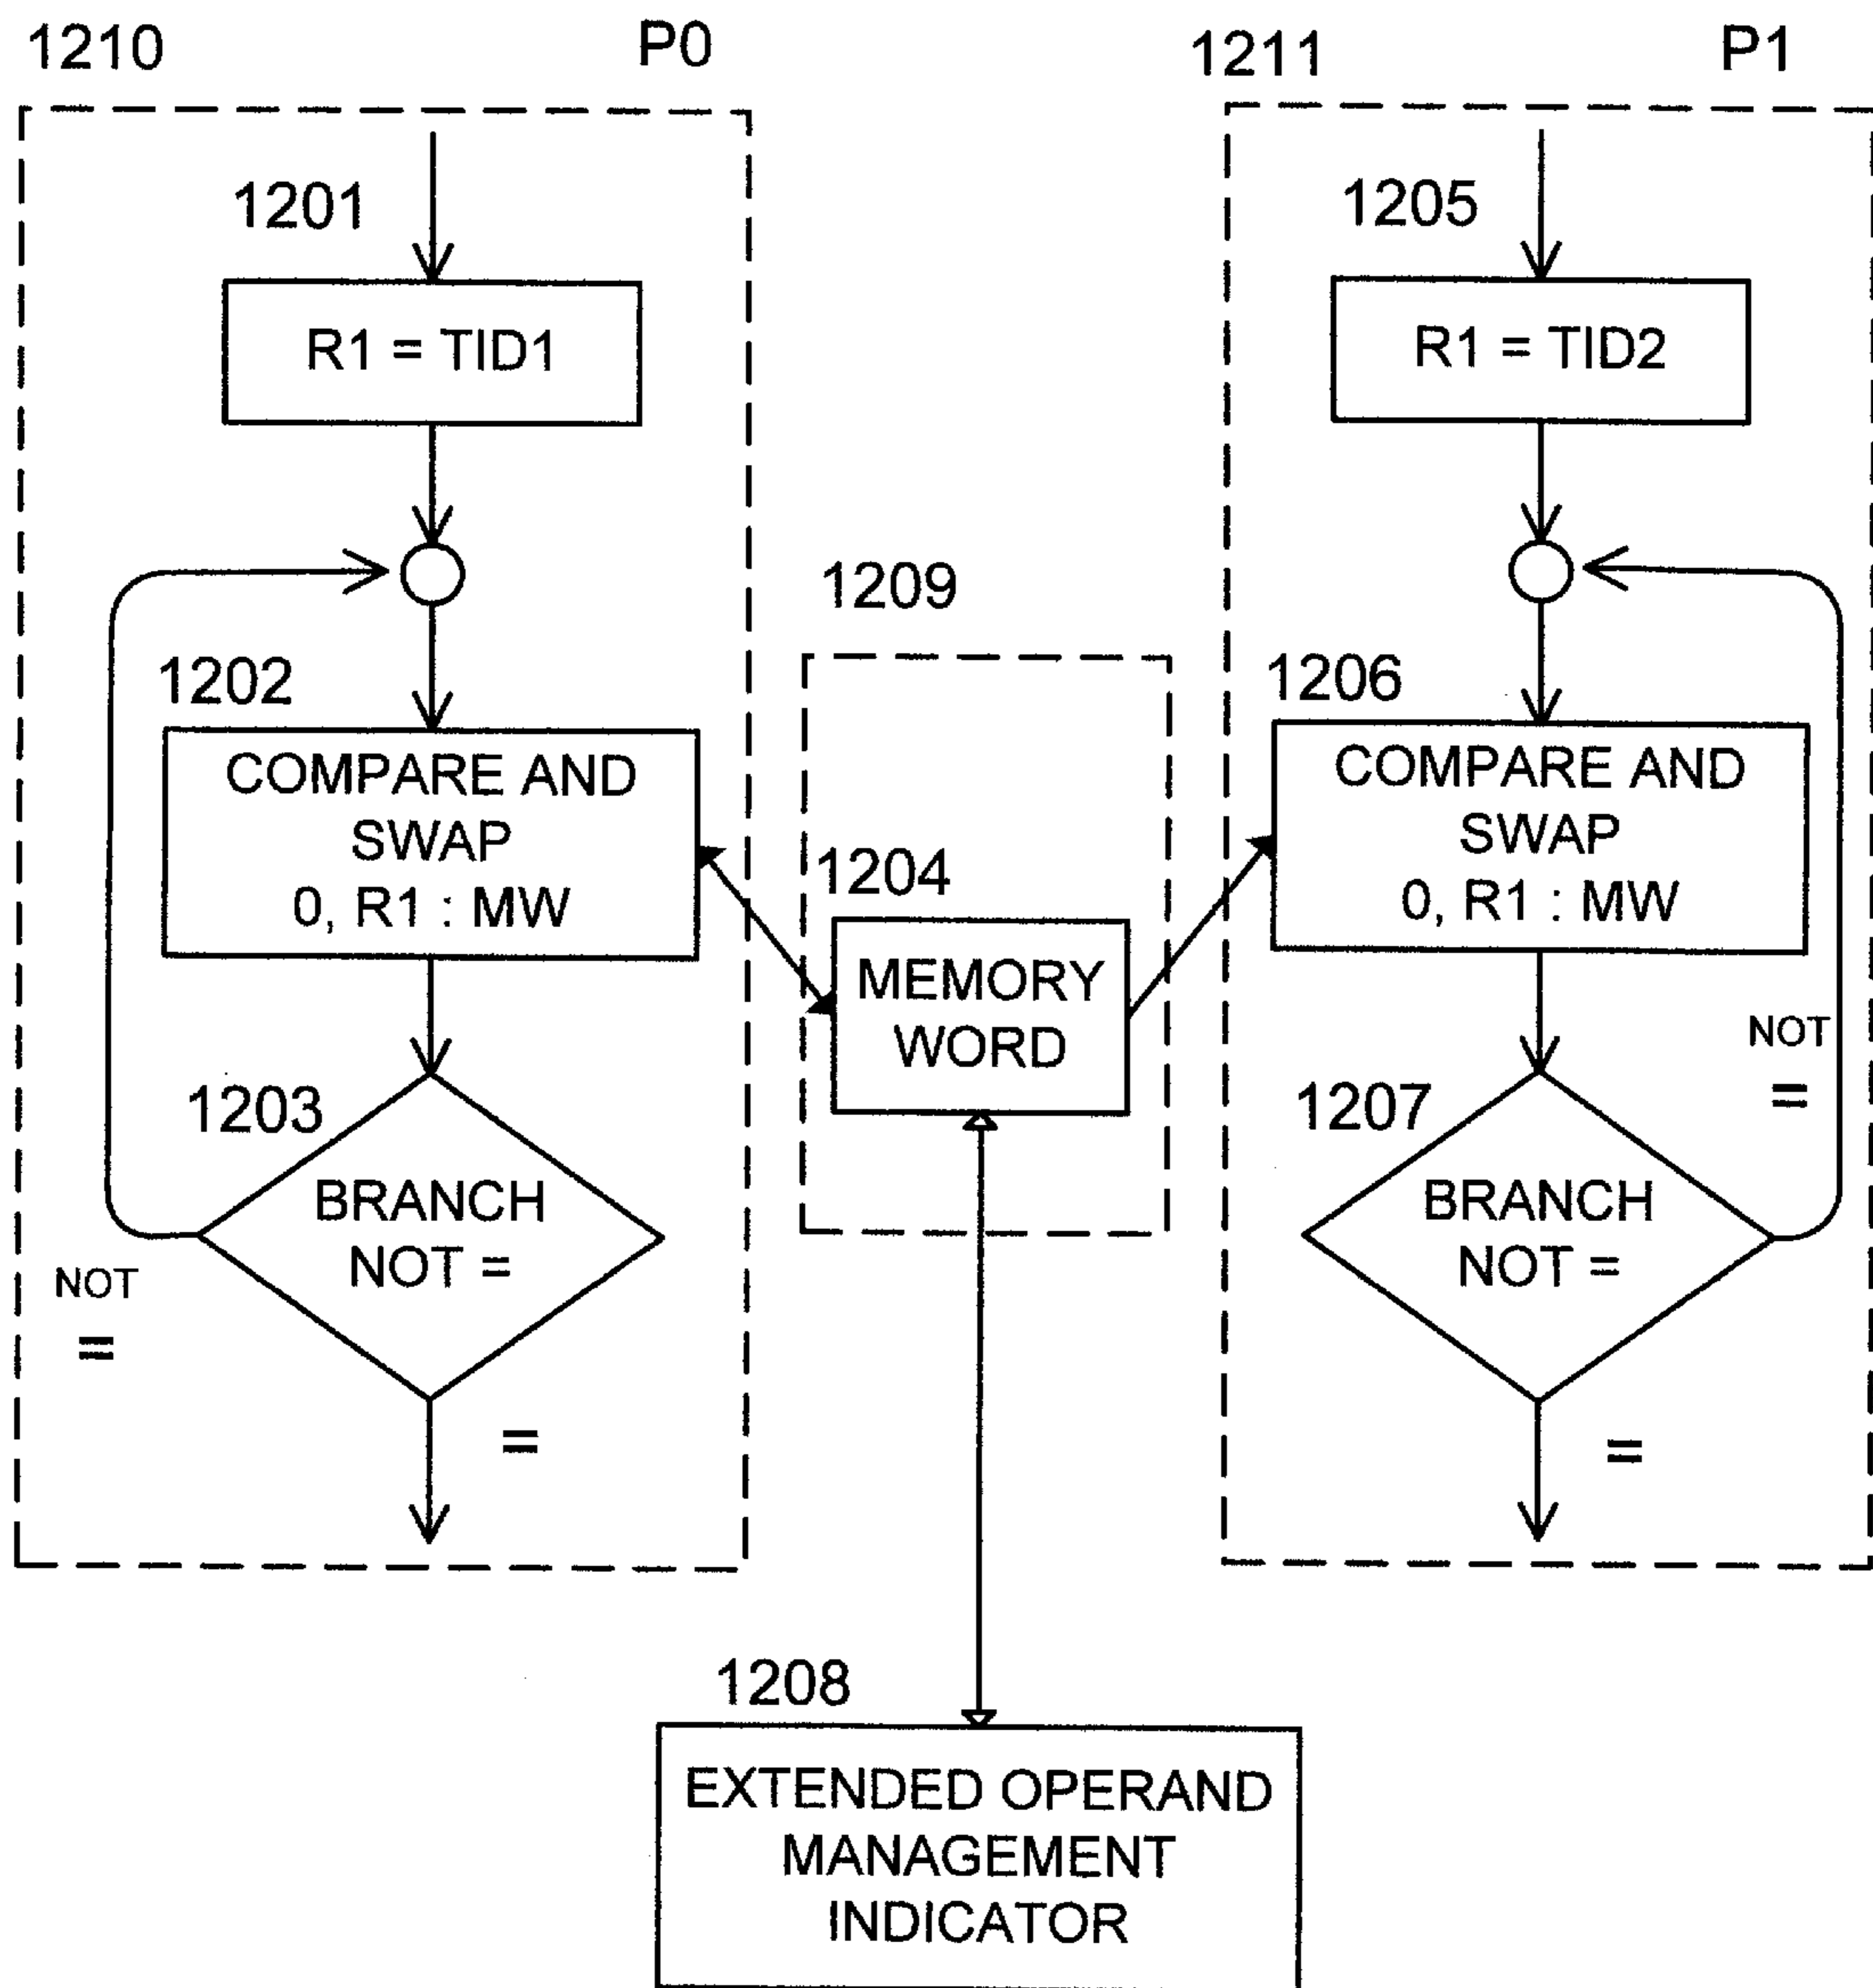 1210
P0
1211
P1
1201
R1 = TID1
1205
R1 = TID2
1209
1202
COMPARE AND
SWAP
0, R1 : MW
1204
MEMORY
WORD
1206
COMPARE AND
SWAP
0, R1 : MW
1203
BRANCH
NOT =
NOT
=
=
1207
BRANCH
NOT =
NOT
=
=
1208
EXTENDED OPERAND
MANAGEMENT
INDICATOR